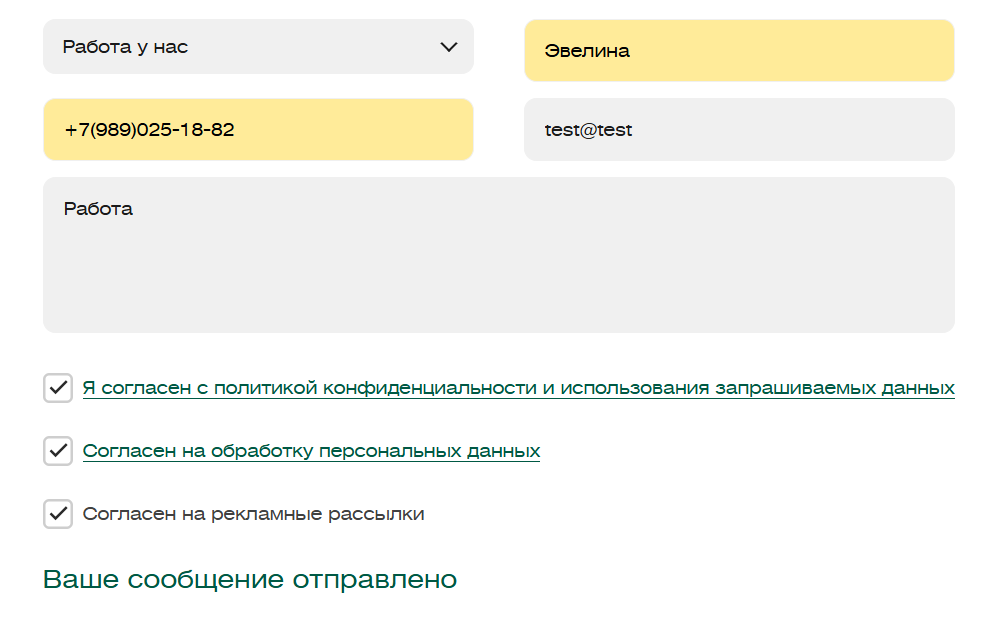 Работа у нас
Эвелина
+7(989)025-18-82
test@test
Работа
Я согласен с политикой конфиденциальности и использования запрашиваемых данных
Согласен на обработку персональных данных
Согласен на рекламные рассылки
Ваше сообщение отправлено